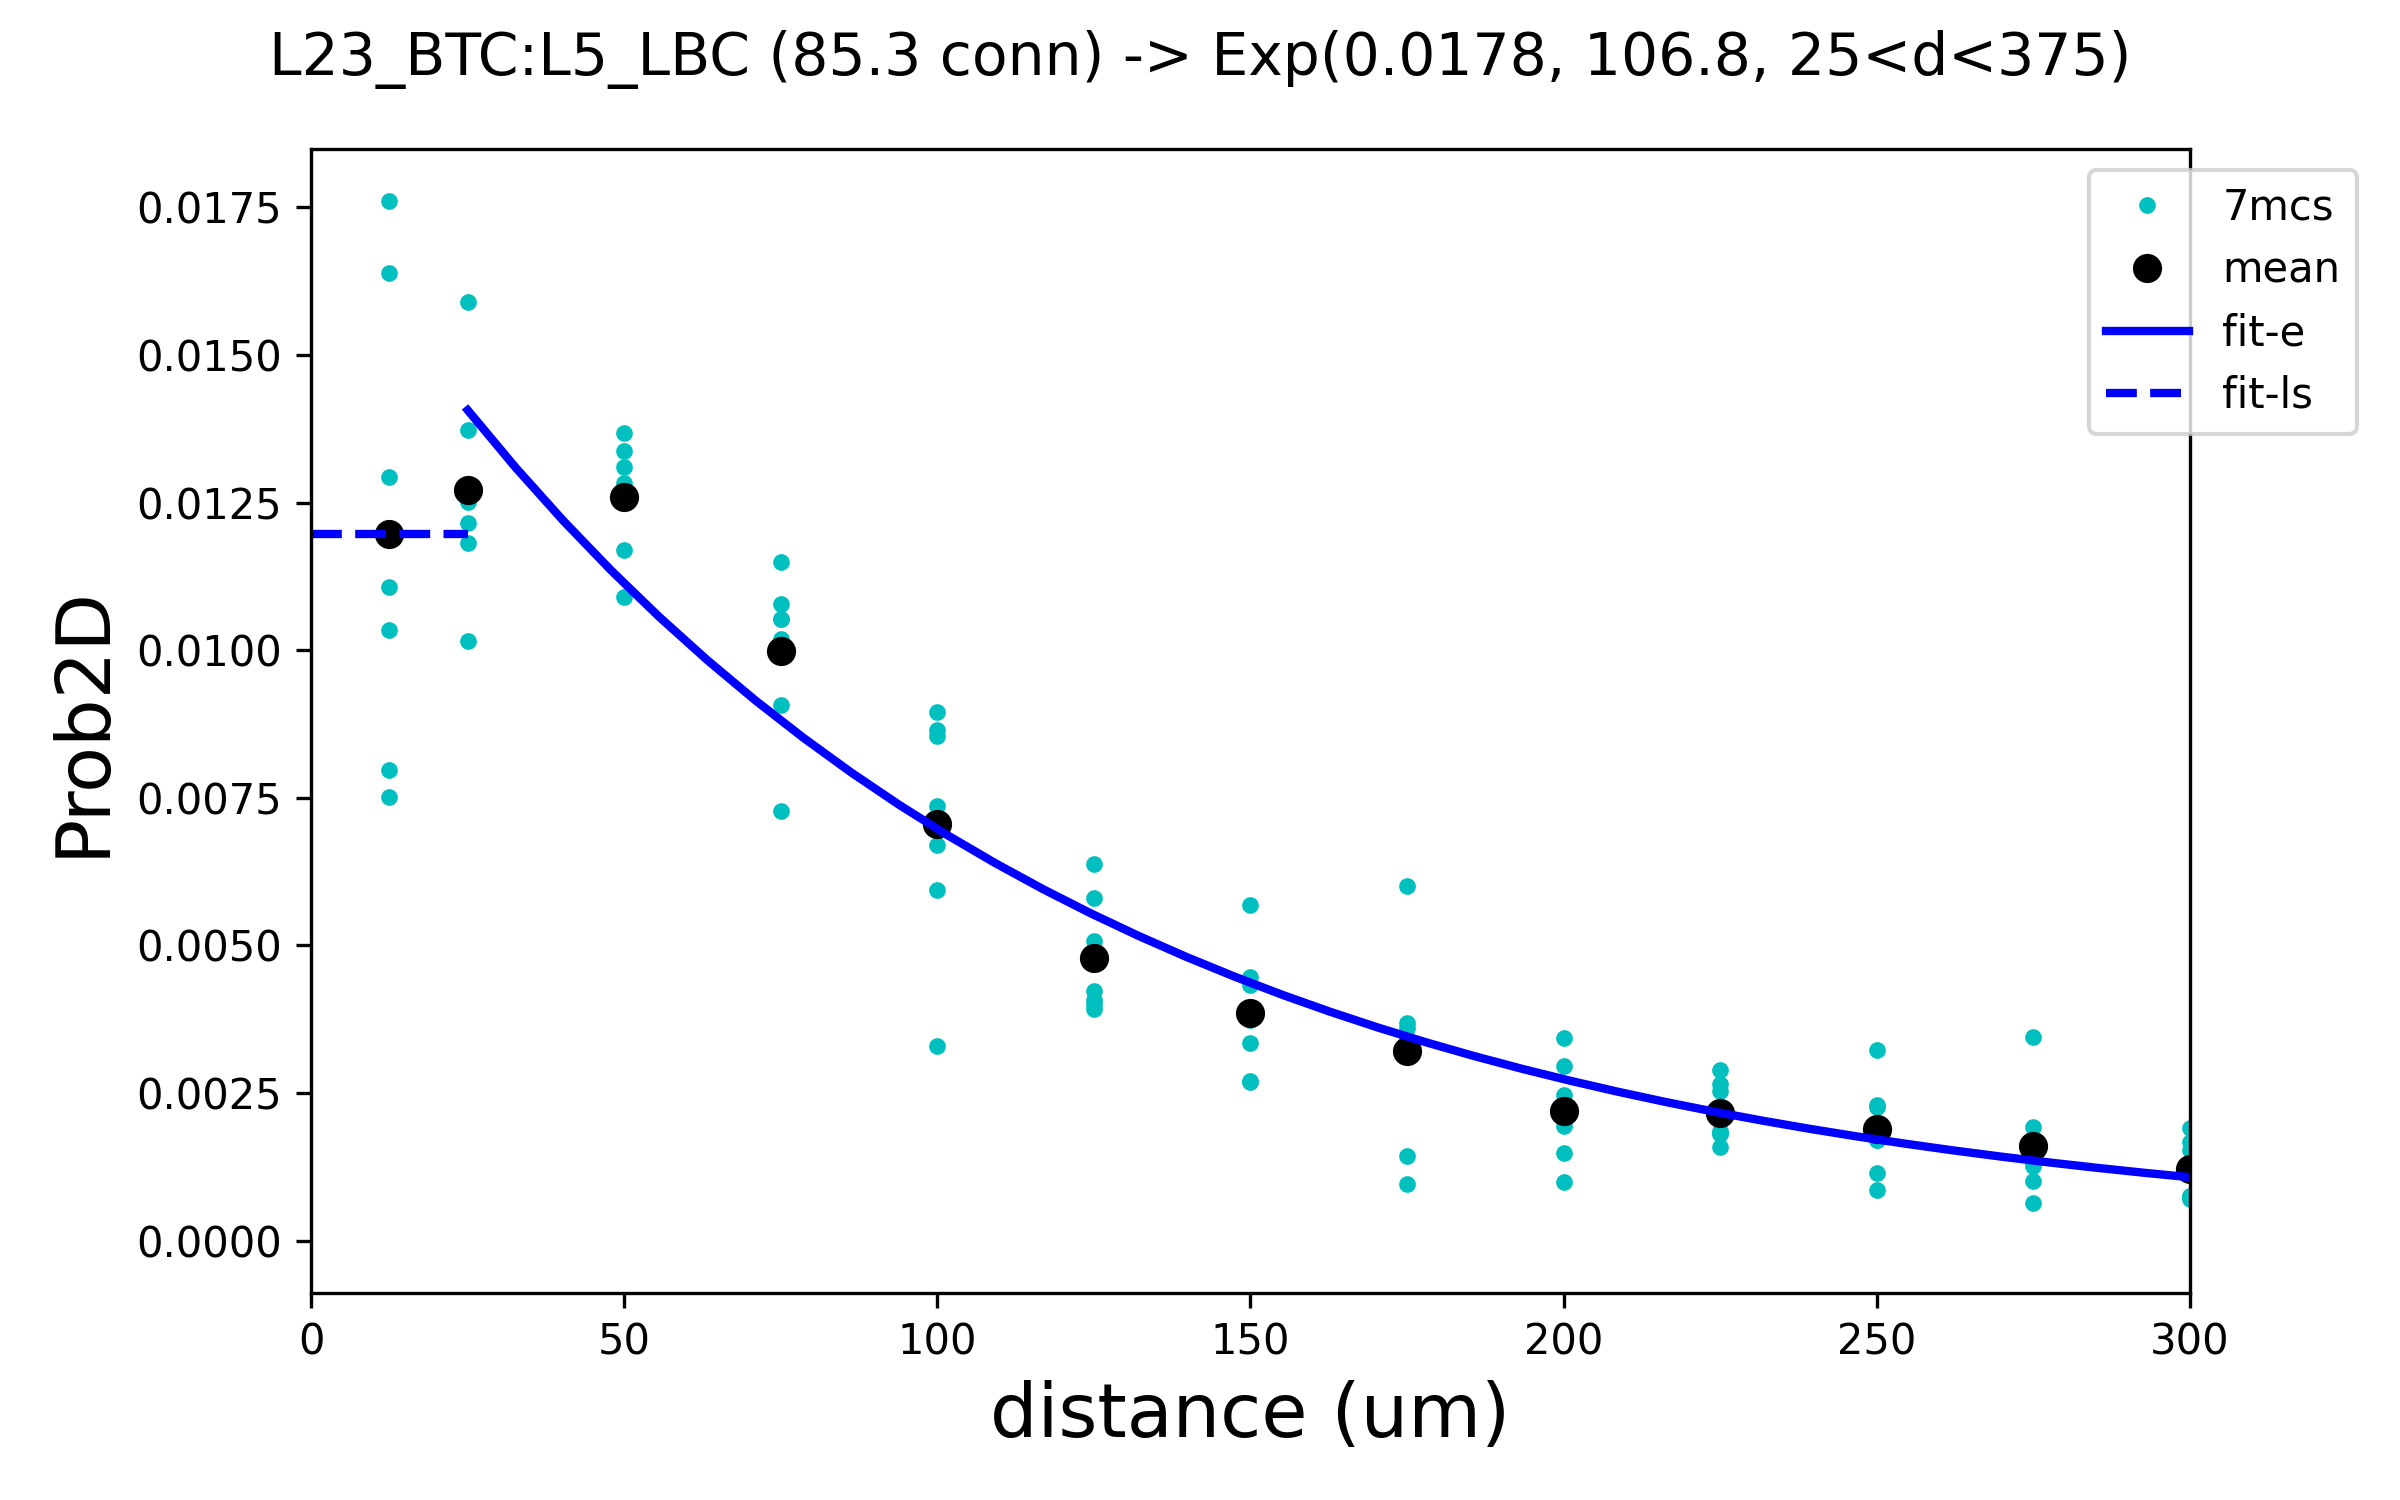 L23_BTC:L5_LBC (85.3 conn) -> Exp(0.0178, 106.8, 25<d<375)
7mcs
mean
fit-e
fit-ls
Prob2D
0.0175
0.0150
0.0125
0.0100
0.0075
0.0050
0.0025
0.0000
0 50 100 150 200 250 300
distance (um)